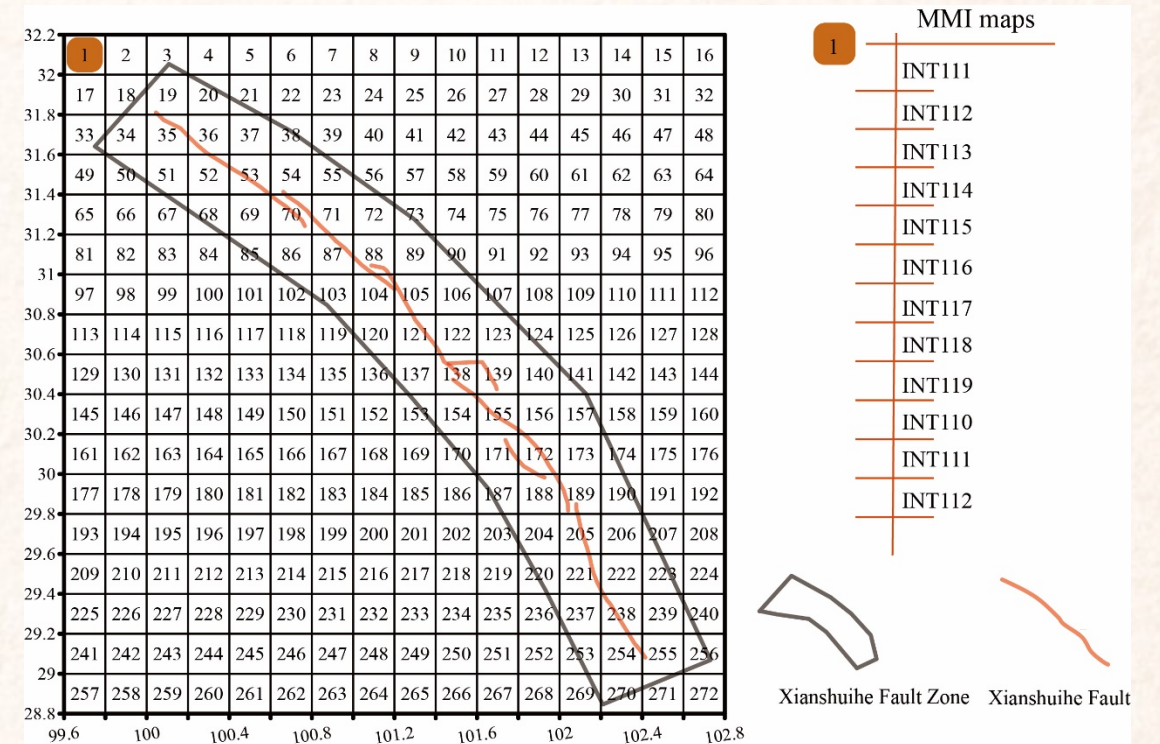 MMI maps
1
32.2
1 2 3 4 5 6 7 8 9 10 11 12 13 14 15 16
32
17 18 19 20 21 22 23 24 25 26 27 28 29 30 31 32
31.8
33 34 35 36 37 38 39 40 41 42 43 44 45 46 47 48
31.6
49 50 51 52 53 54 55 56 57 58 59 60 61 62 63 64
31.4
65 66 67 68 69 70 71 72 73 74 75 76 77 78 79 80
31.2
81 82 83 84 85 86 87 88 89 90 91 92 93 94 95 96
31
97 98 99 100 101 102 103 104 105 106 107 108 109 110 111 112
30.8
113 114 115 116 117 118 119 120 121 122 123 124 125 126 127 128
30.6
129 130 131 132 133 134 135 136 137 138 139 140 141 142 143 144
30.4
145 146 147 148 149 150 151 152 153 154 155 156 157 158 159 160
30.2
161 162 163 164 165 166 167 168 169 170 171 172 173 174 175 176
30
177 178 179 180 181 182 183 184 185 186 187 188 189 190 191 192
29.8
193 194 195 196 197 198 199 200 201 202 203 204 205 206 207 208
29.6
209 210 211 212 213 214 215 216 217 218 219 220 221 222 223 224
29.4
225 226 227 228 229 230 231 232 233 234 235 236 237 238 239 240
29.2
241 242 243 244 245 246 247 248 249 250 251 252 253 254 255 256
29
257 258 259 260 261 262 263 264 265 266 267 268 269 270 271 272
28.8
99.6 100 100.4 100.8 101.2 101.6 102 102.4 102.8
INT111
INT112
INT113
INT114
INT115
INT116
INT117
INT118
INT119
INT110
INT111
INT112
Xianshuihe Fault Zone
Xianshuihe Fault